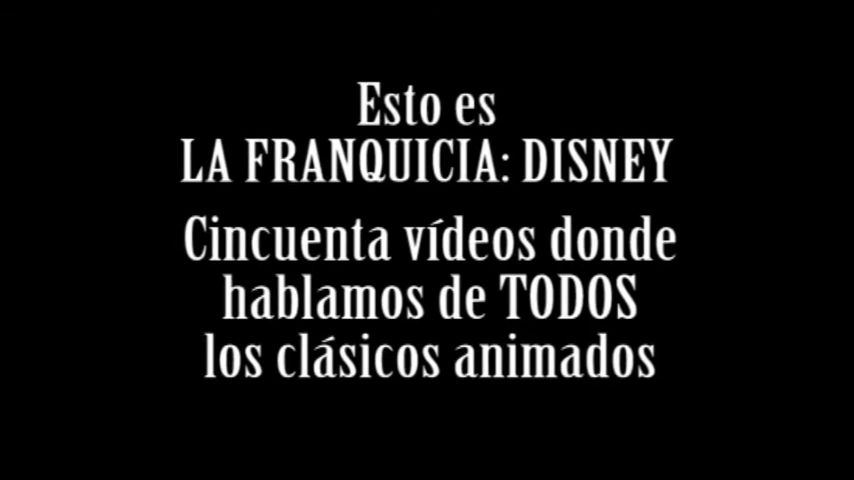 Esto es
LA FRANQUICIA: DISNEY
Cincuenta vídeos donde
hablamos de TODOS
los clásicos animados